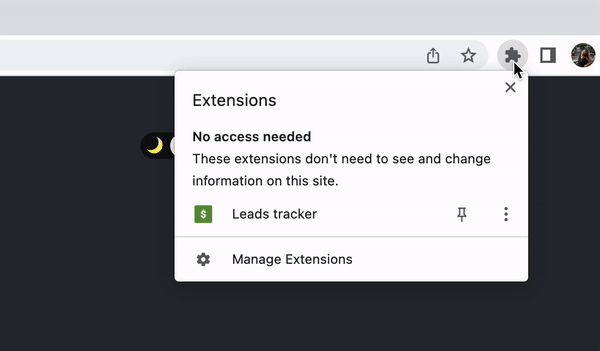 Extensions
No access needed
These extensions don't need to see and change
information on this site.
$ Leads tracker
Manage Extensions